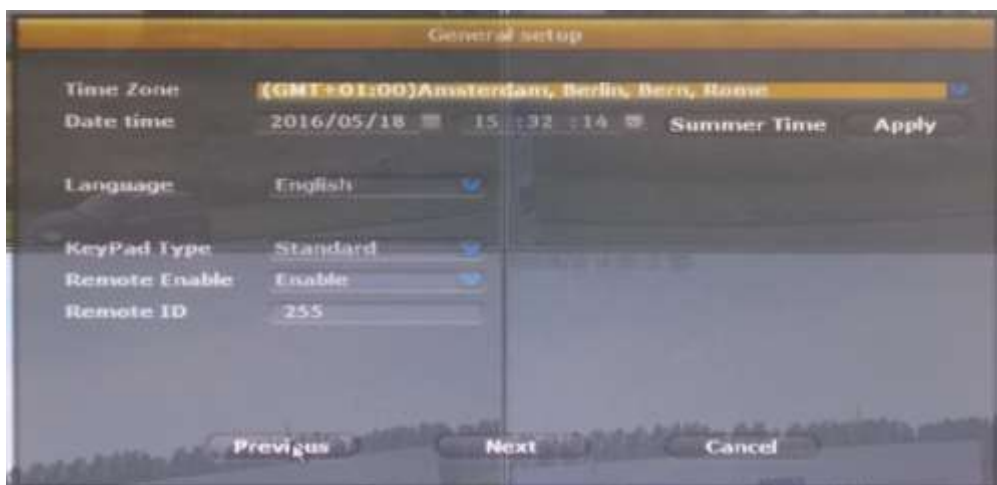 General setup
Time Zone (GMT+01:00)Amsterdam, Berlin, Bern, Rome
Date time 2016/05/18 15 :32 :14 Summer Time Apply
Language English
KeyPad Type Standard
Remote Enable Enable
Remote ID 255
Previous Next Cancel